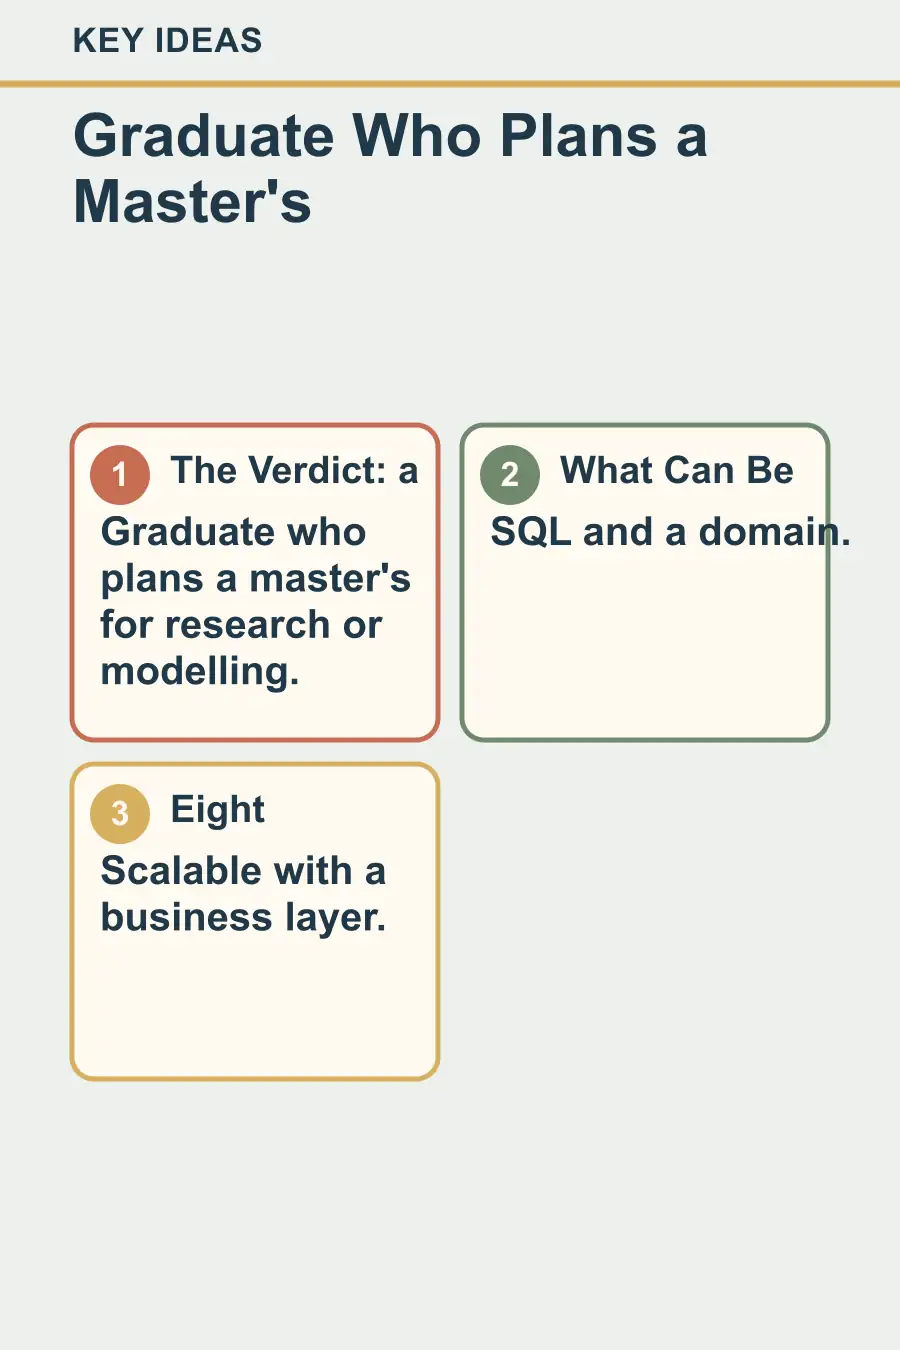 KEY IDEAS
Graduate Who Plans a
Master's
1 The Verdict: a
Graduate who
plans a master's
for research or
modelling.
2 What Can Be
SQL and a domain.
3 Eight
Scalable with a
business layer.